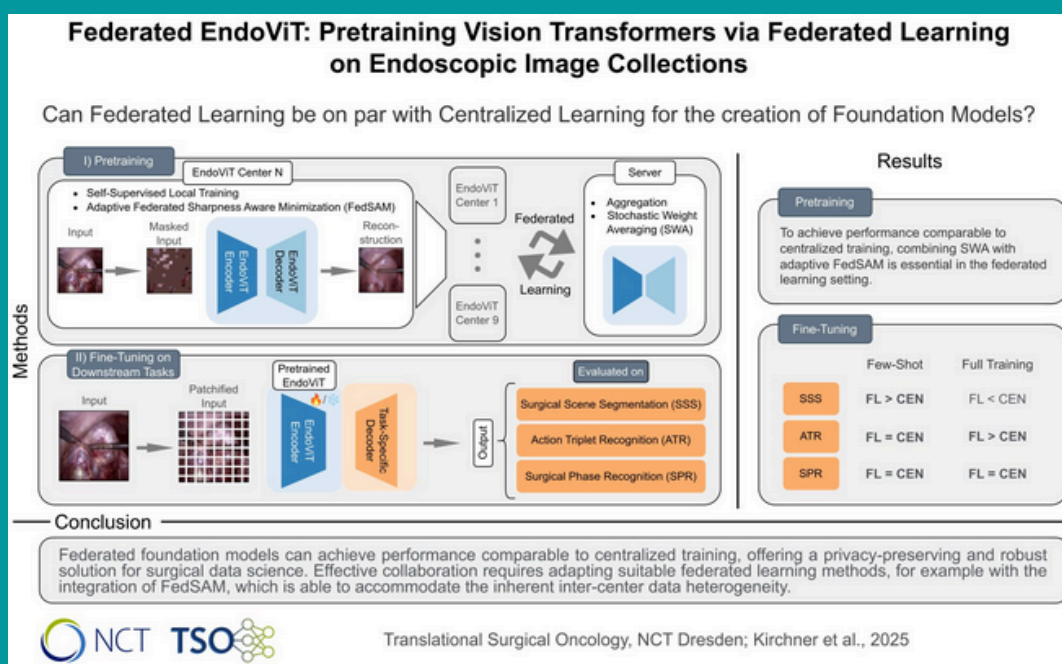 Federated EndoViT: Pretraining Vision Transformers via Federated Learning
on Endoscopic Image Collections
Can Federated Learning be on par with Centralized Learning for the creation of Foundation Models?
Methods
I) Pretraining
EndoViT Center N
• Self-Supervised Local Training
• Adaptive Federated Sharpness Aware Minimization (FedSAM)
Input
Masked
Input
EndoViT
Encoder
EndoViT
Decoder
Recon-
struction
EndoViT
Center 1
EndoViT
Center 9
Federated
Learning
Server
• Aggregation
• Stochastic Weight
Averaging (SWA)
II) Fine-Tuning on
Downstream Tasks
Input
Patchified
Input
Pretrained
EndoViT
EndoViT
Encoder
Task-Specific
Decoder
Output
Evaluated on
Surgical Scene Segmentation (SSS)
Action Triplet Recognition (ATR)
Surgical Phase Recognition (SPR)
Results
Pretraining
To achieve performance comparable to
centralized training, combining SWA with
adaptive FedSAM is essential in the federated
learning setting.
Fine-Tuning
Few-Shot Full Training
SSS FL > CEN FL < CEN
ATR FL = CEN FL > CEN
SPR FL = CEN FL = CEN
Conclusion
Federated foundation models can achieve performance comparable to centralized training, offering a privacy-preserving and robust
solution for surgical data science. Effective collaboration requires adapting suitable federated learning methods, for example with the
integration of FedSAM, which is able to accommodate the inherent inter-center data heterogeneity.
NCT TSO
Translational Surgical Oncology, NCT Dresden; Kirchner et al., 2025